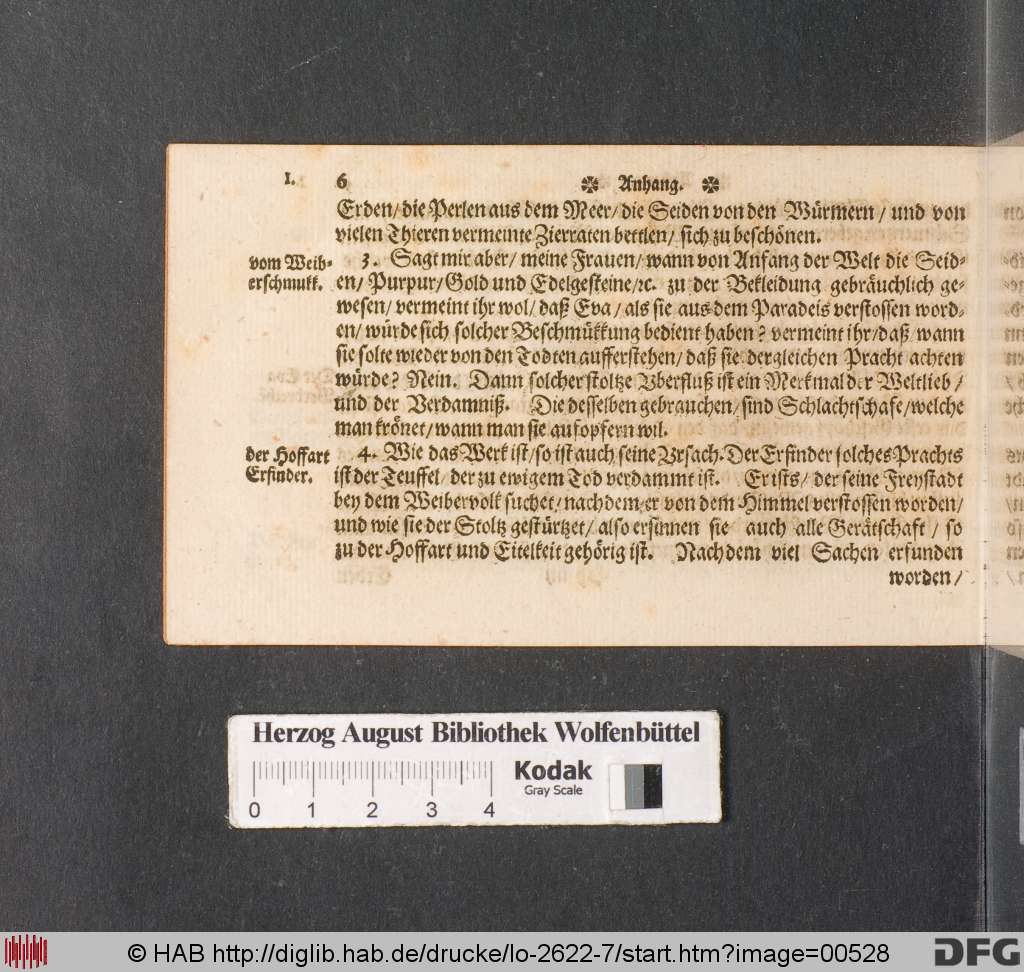 I. 6 ✼ Anhang. ✼
Erden/ die Perlen aus dem Meer/ die Seiden von den Würmern / und von
vielen Thieren vermeinte Zierraten bettlen/ sich zu beschönen.
vom Weib- 3. Sagt mir aber/ meine Frauen/ wann von Anfang der Welt die Seid-
erschmukk. en/ Purpur/ Gold und Edelgesteine/ꝛc. zu der Bekleidung gebräuchlich ge-
wesen/ vermeint ihr wol/ daß Eva/ als sie aus dem Paradeis verstossen word-
en/ würde sich solcher Beschmükkung bedient haben? vermeint ihr/ daß/ wann
sie solte wieder von den Todten aufferstehen/ daß sie dergleichen Pracht achten
würde? Nein. Dann solcher stoltze Vberfluß ist ein Merkmal der Weltlieb /
und der Verdamniß. Die desselben gebrauchen/ sind Schlachtschafe/ welche
man krönet/ wann man sie aufopfern wil.
der Hoffart 4. Wie das Werk ist/ so ist auch seine Vrsach. Der Erfinder solches Prachts
Erfinder. ist der Teuffel/ der zu ewigem Tod verdammt ist. Er ists/ der seine Freystadt
bey dem Weibervolk suchet/ nachdem er von dem Himmel verstossen worden/
und wie sie der Stoltz gestürtzet/ also ersinnen sie auch alle Gerätschaft / so
zu der Hoffart und Eitelkeit gehörig ist. Nachdem viel Sachen erfunden
worden/
Herzog August Bibliothek Wolfenbüttel
Kodak
Gray Scale
0 1 2 3 4
© HAB http://diglib.hab.de/drucke/lo-2622-7/start.htm?image=00528
DFG